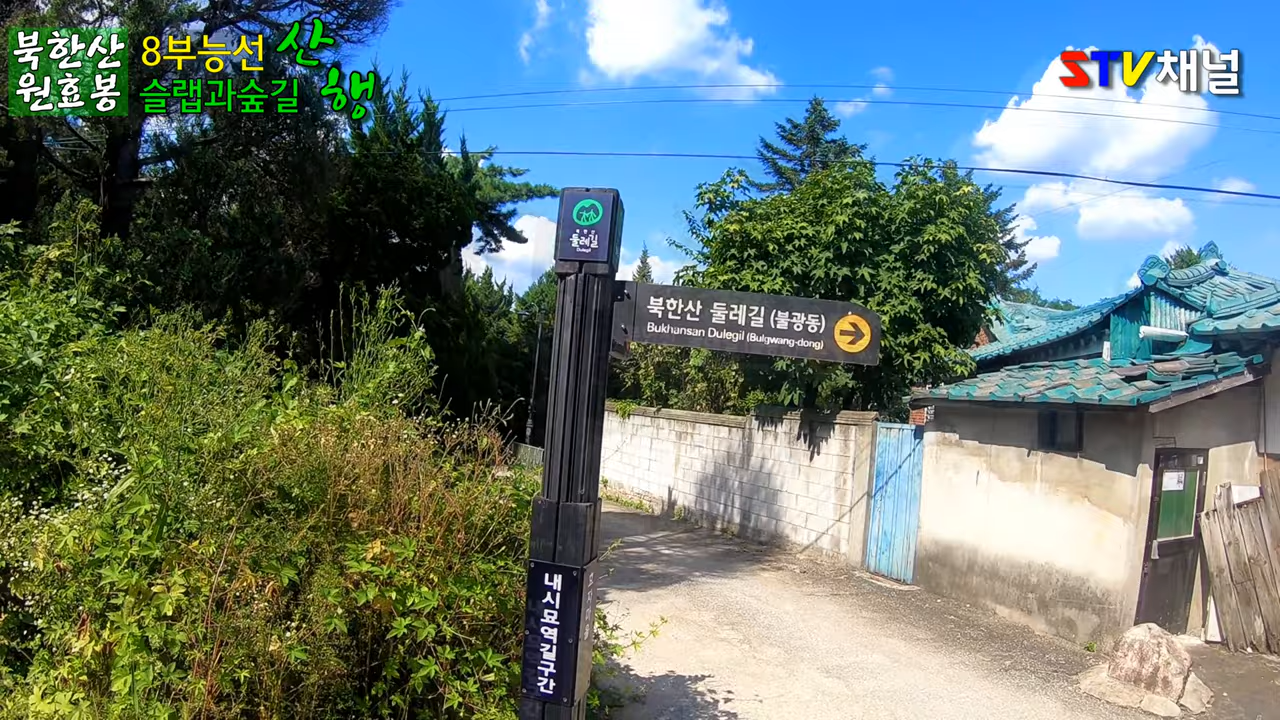 북한산
원효봉
8부능선
슬랩과숲길
산행
STV채널
북한산
둘레길
Dulegil
북한산 둘레길 (불광동)
Bukhansan Dulegil (Bulgwang-dong)
내시묘역길구간